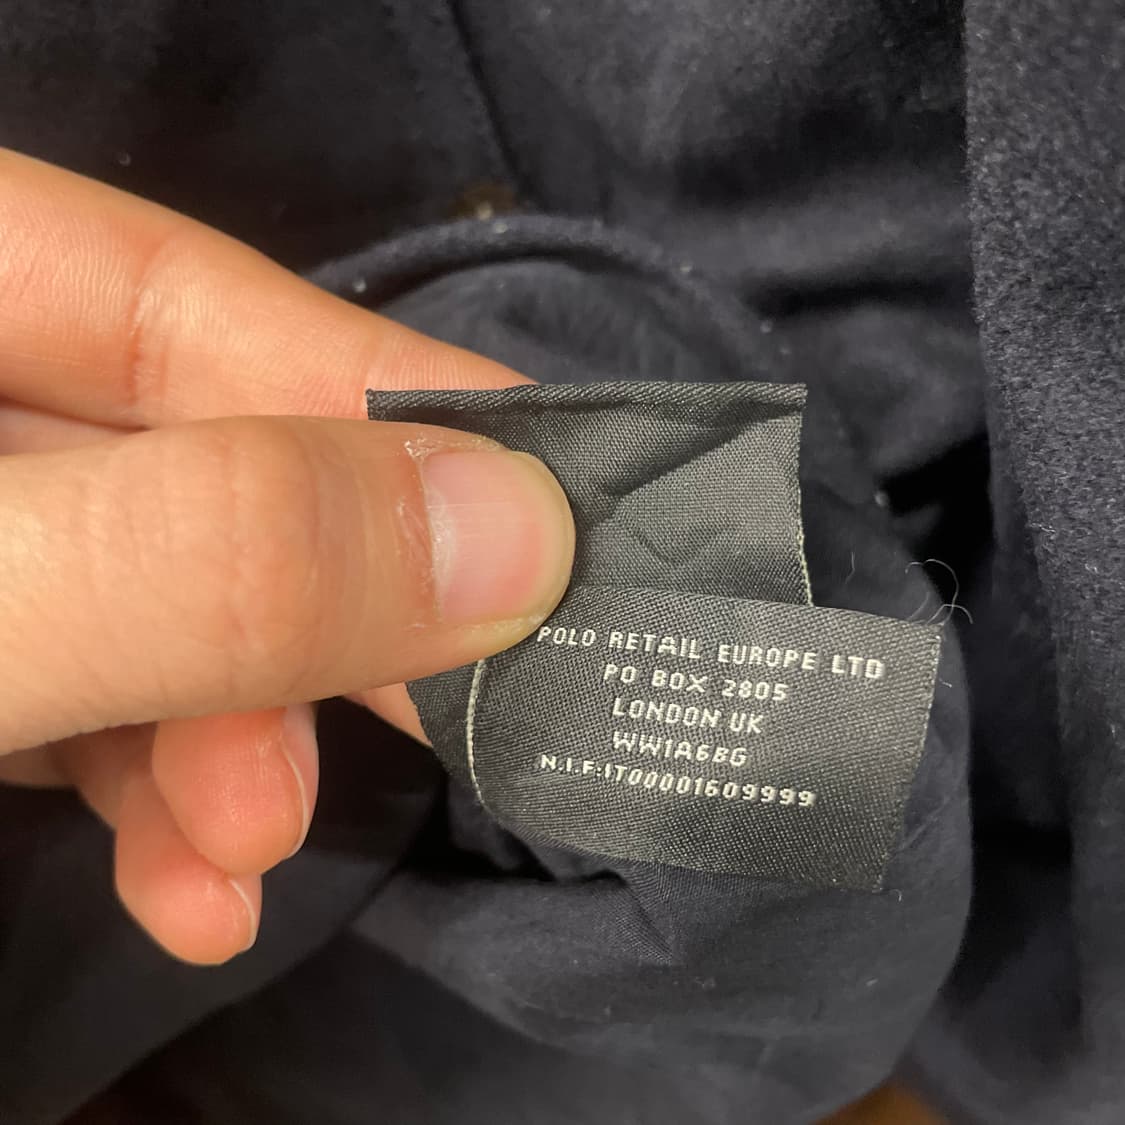 POLO RETAIL EUROPE LTD
PO BOX 2805
LONDON UK
WW1A6BG
N.I.F:IT00001609999